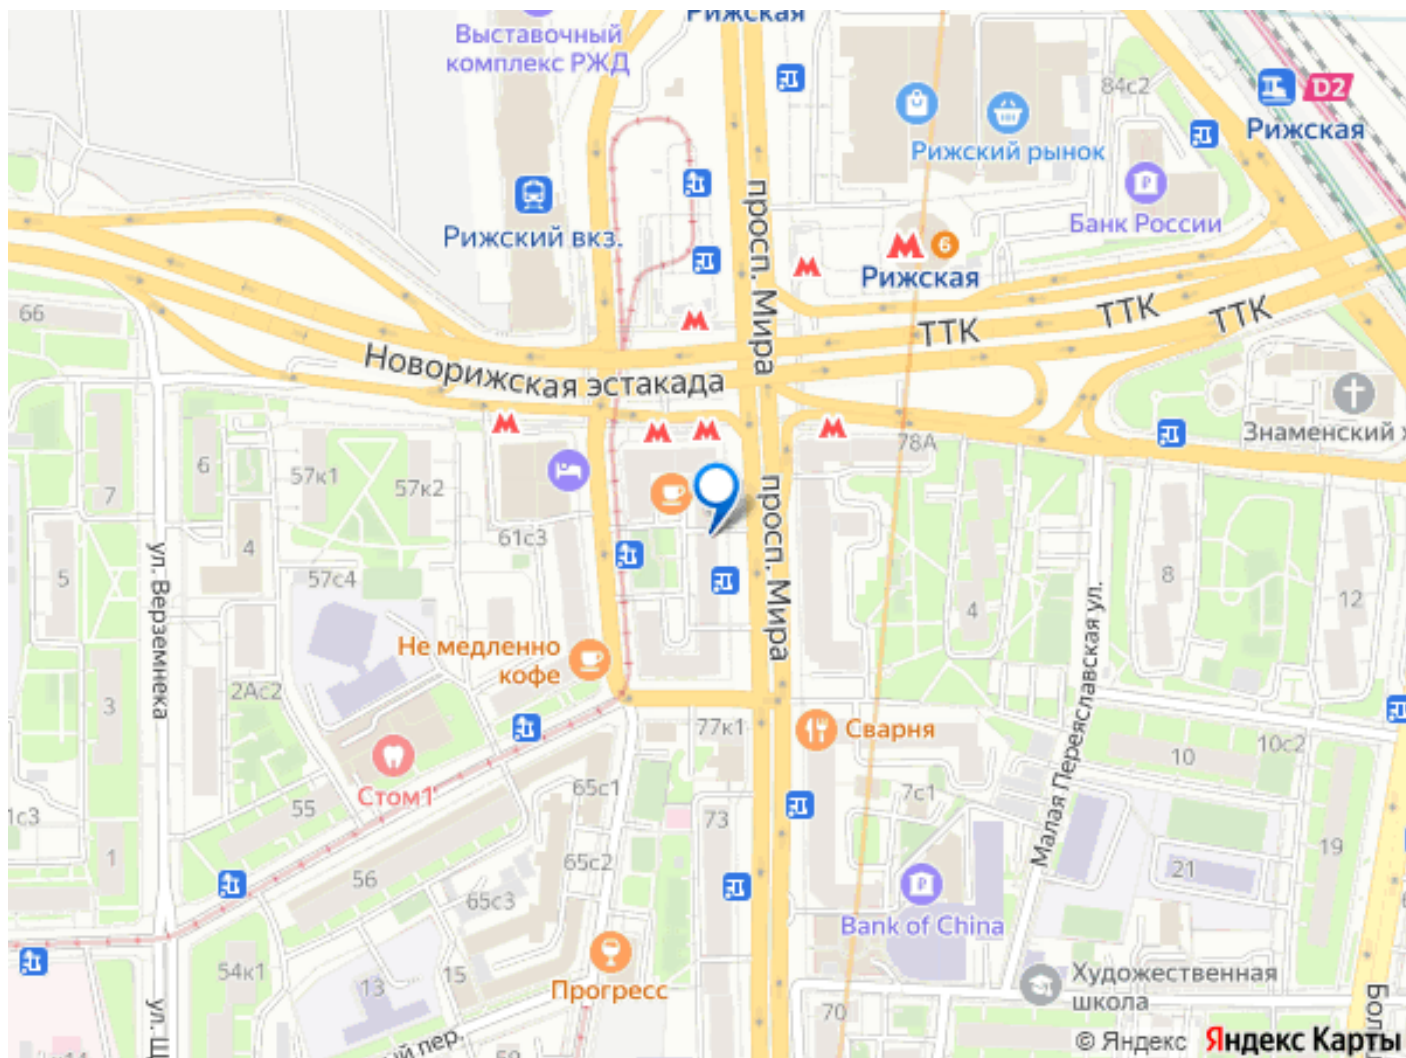 Рижская
Выставочный
комплекс РЖД
84с2
D2
Рижская
Рижский рынок
просп. Мира
Банк России
Рижский вкз.
6
Рижская
66
ТТК
ТТК
ТТК
Новорижская эстакада
Знаменский х
78А
6
57к1
57к2
7
просп. Мира
61с3
4
ул. Верземнека
57с4
5
8
12
4
Малая Переяславская ул.
Не медленно
кофе
2Ас2
3
77к1
Сварня
10
10с2
Стом1
65с1
7с1
55
73
1с3
1
19
65с2
21
56
65с3
Bank of China
54к1
15
13
Прогресс
Художественная
школа
70
ул. Щ
ый пер.
59
Бол
© Яндекс Яндекс Карты